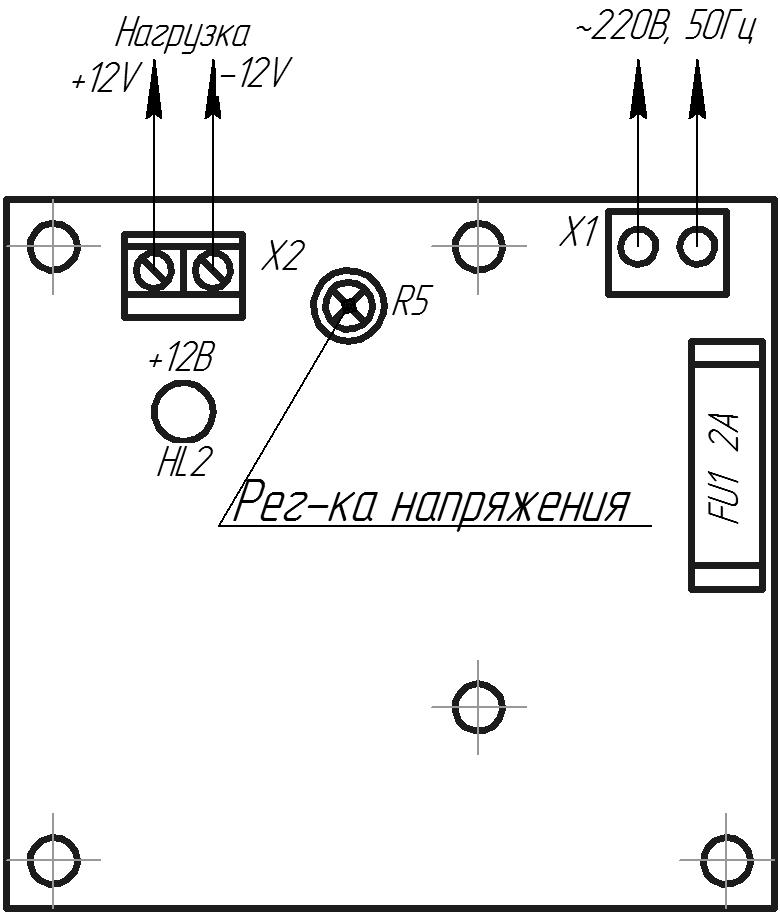 Нагрузка
+12V
-12V
~220В, 50Гц
X1
X2
R5
+12В
HL2
FU1 2А
Рег-ка напряжения